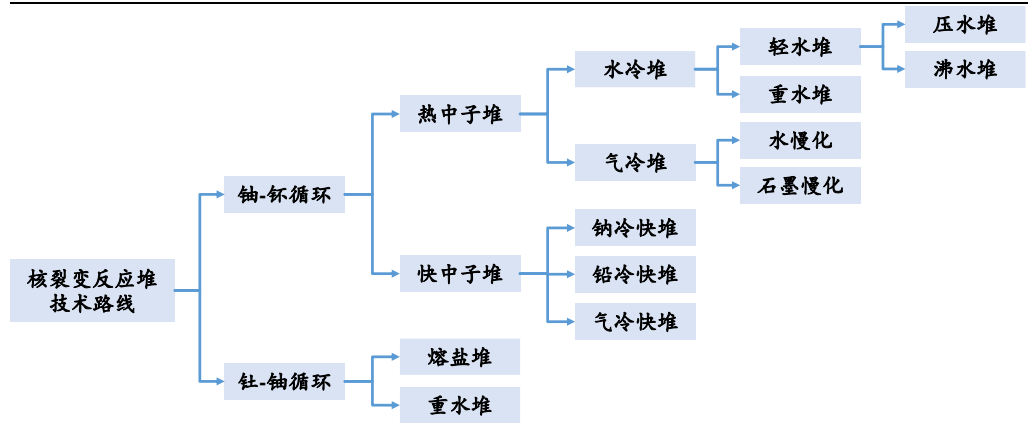 核裂变反应堆
技术路线
铀-钚循环
钍-铀循环
热中子堆
快中子堆
熔盐堆
重水堆
水冷堆
气冷堆
钠冷快堆
铅冷快堆
气冷快堆
轻水堆
重水堆
水慢化
石墨慢化
压水堆
沸水堆